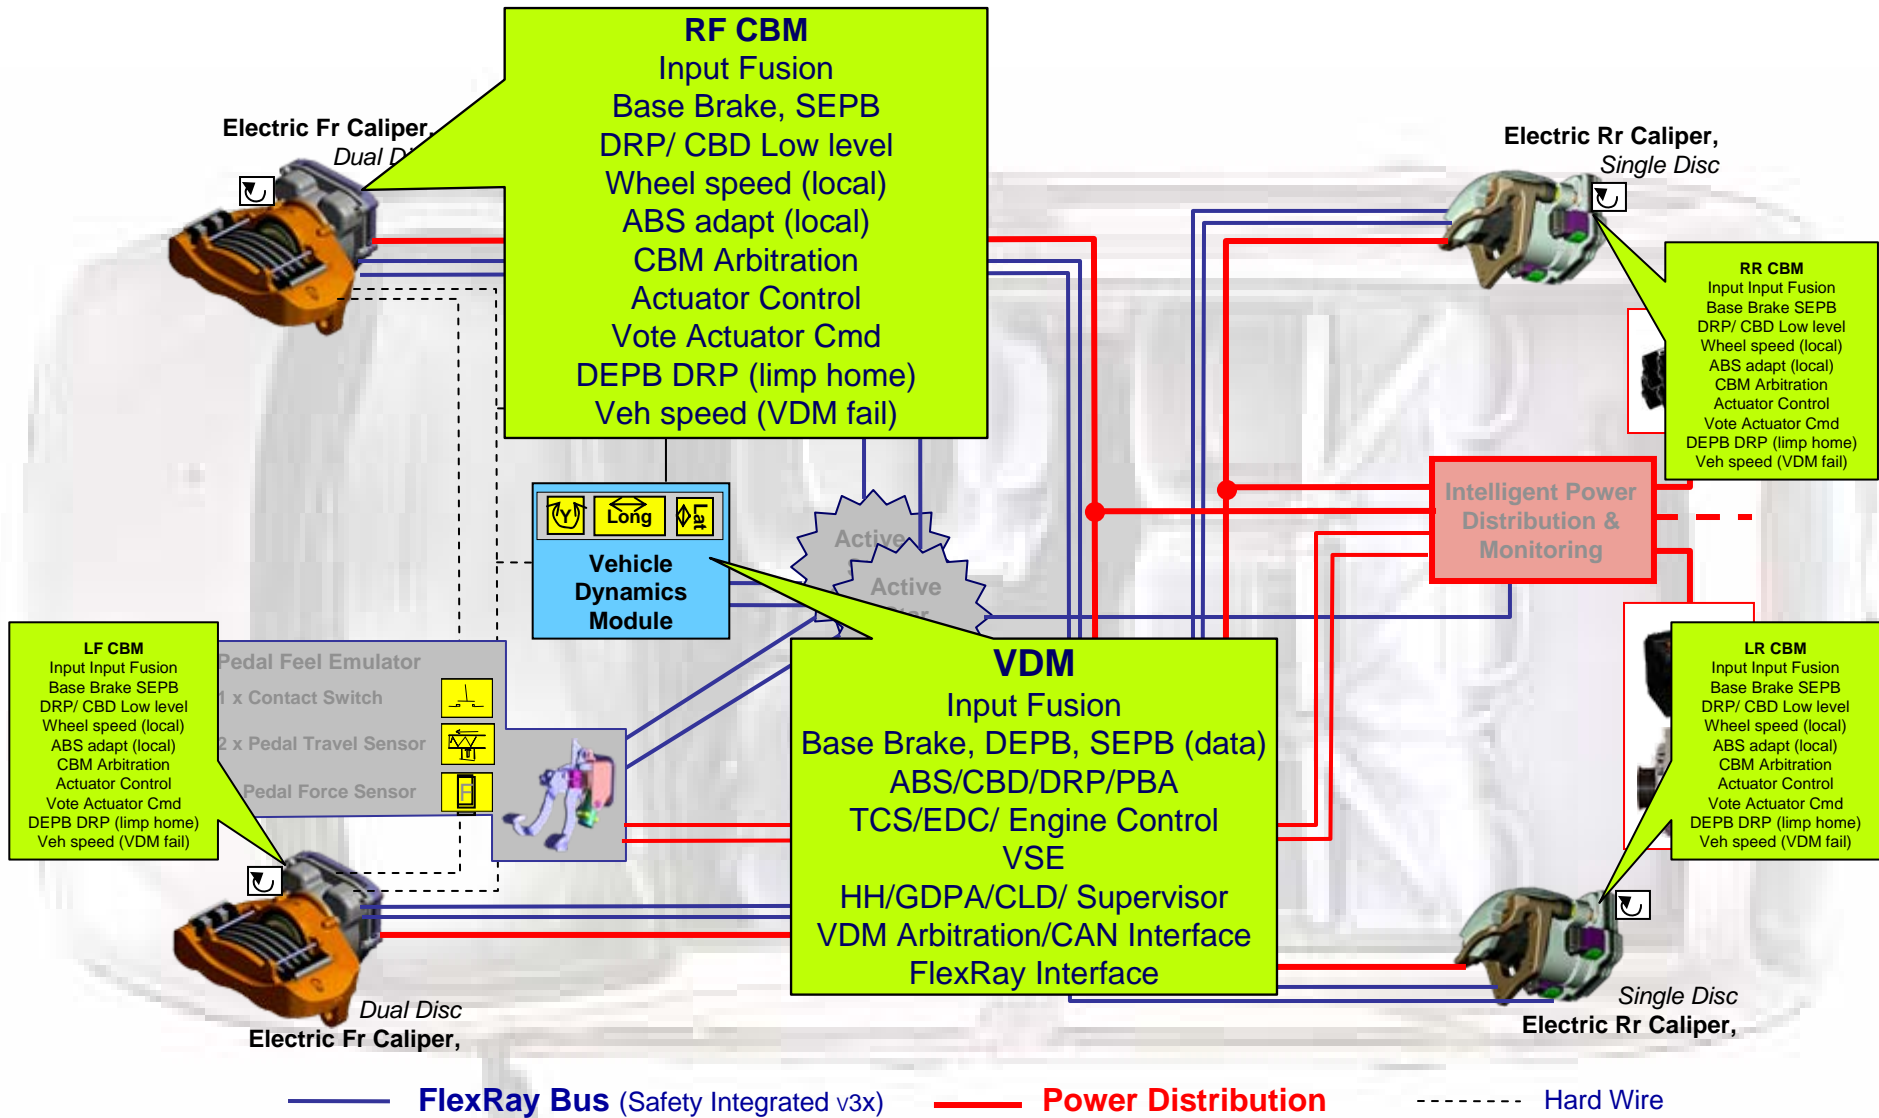 RF CBM
Input Fusion
Base Brake, SEPB
DRP/ CBD Low level
Wheel speed (local)
ABS adapt (local)
CBM Arbitration
Actuator Control
Vote Actuator Cmd
DEPB DRP (limp home)
Veh speed (VDM fail)
Electric Fr Caliper,
Dual
Electric Rr Caliper,
Single Disc
RR CBM
Input Input Fusion
Base Brake SEPB
DRP/ CBD Low level
Wheel speed (local)
ABS adapt (local)
CBM Arbitration
Actuator Control
Vote Actuator Cmd
DEPB DRP (limp home)
Veh speed (VDM fail)
Intelligent Power
Distribution &
Monitoring
Y
Long
Lat
Vehicle
Dynamics
Module
Active
Active
LF CBM
Input Input Fusion
Base Brake SEPB
DRP/ CBD Low level
Wheel speed (local)
ABS adapt (local)
CBM Arbitration
Actuator Control
Vote Actuator Cmd
DEPB DRP (limp home)
Veh speed (VDM fail)
Pedal Feel Emulator
1 x Contact Switch
2 x Pedal Travel Sensor
Pedal Force Sensor
F
VDM
Input Fusion
Base Brake, DEPB, SEPB (data)
ABS/CBD/DRP/PBA
TCS/EDC/ Engine Control
VSE
HH/GDPA/CLD/ Supervisor
VDM Arbitration/CAN Interface
FlexRay Interface
LR CBM
Input Input Fusion
Base Brake SEPB
DRP/ CBD Low level
Wheel speed (local)
ABS adapt (local)
CBM Arbitration
Actuator Control
Vote Actuator Cmd
DEPB DRP (limp home)
Veh speed (VDM fail)
Dual Disc
Electric Fr Caliper,
Single Disc
Electric Rr Caliper,
FlexRay Bus (Safety Integrated v3x)
Power Distribution
Hard Wire